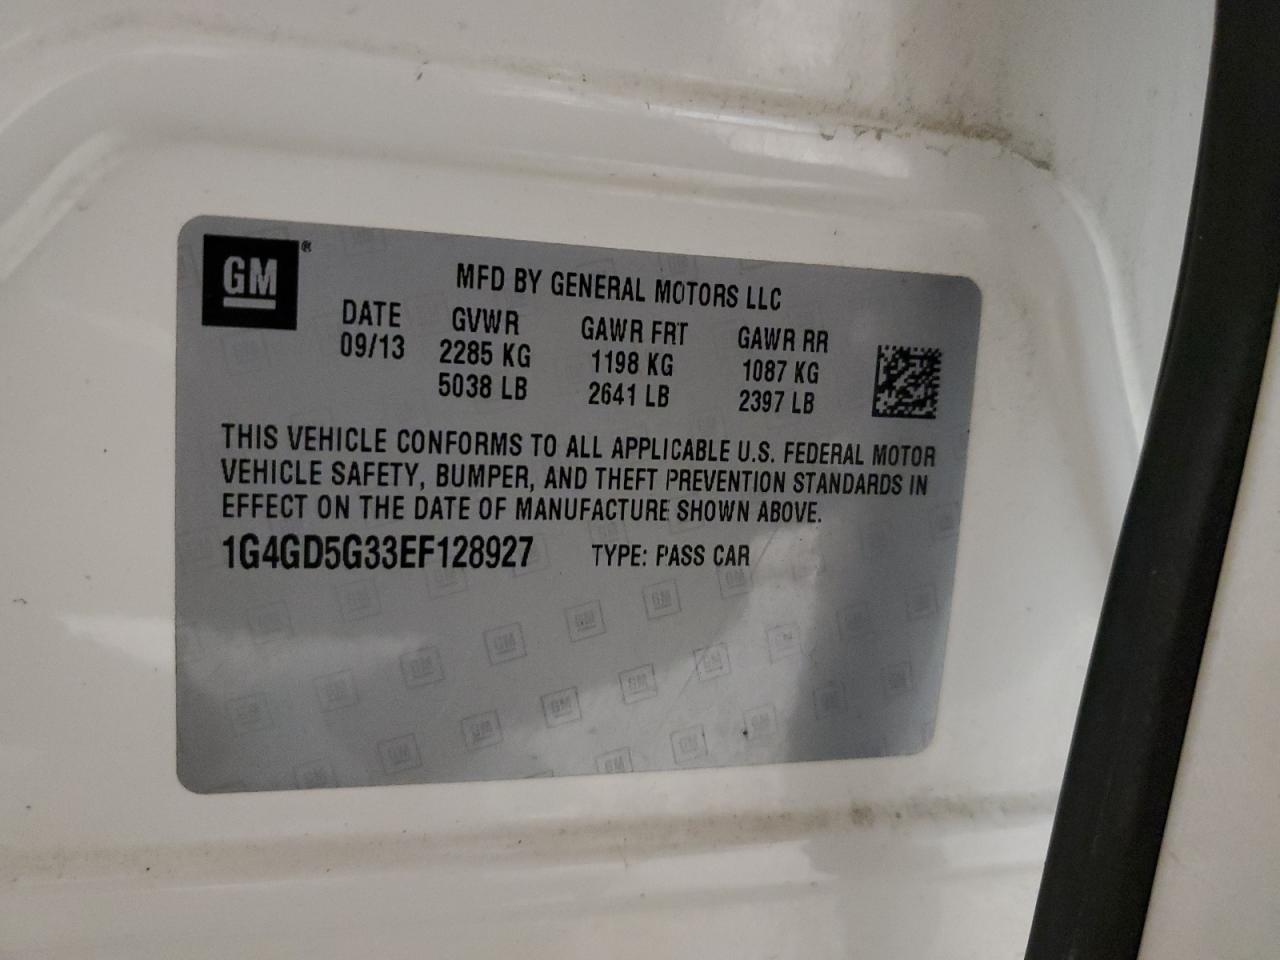 GM®
MFD BY GENERAL MOTORS LLC
DATE GVWR GAWR FRT GAWR RR
09/13 2285 KG 1198 KG 1087 KG
5038 LB 2641 LB 2397 LB
THIS VEHICLE CONFORMS TO ALL APPLICABLE U.S. FEDERAL MOTOR
VEHICLE SAFETY, BUMPER, AND THEFT PREVENTION STANDARDS IN
EFFECT ON THE DATE OF MANUFACTURE SHOWN ABOVE.
1G4GD5G33EF128927 TYPE: PASS CAR